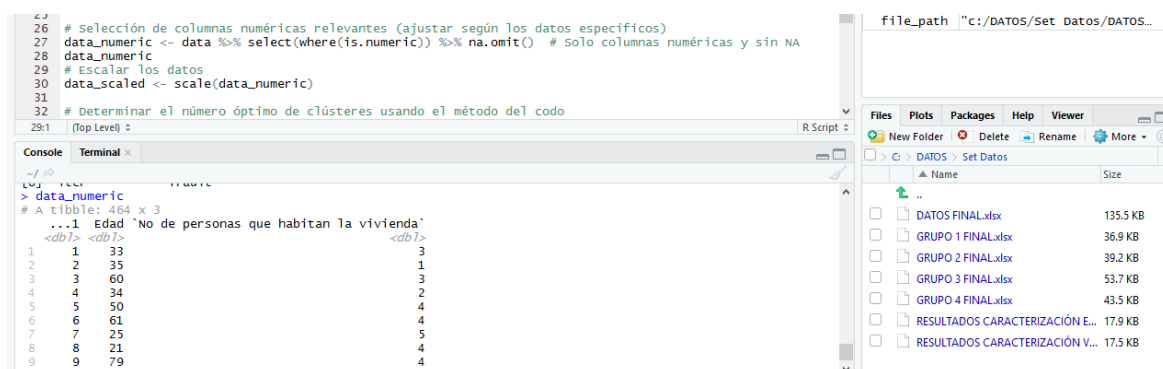 25
26 # Selección de columnas numéricas relevantes (ajustar según los datos específicos)
27 data_numeric <- data %>% select(where(is.numeric)) %>% na.omit() # Solo columnas numéricas y sin NA
28 data_numeric
29 # Escalar los datos
30 data_scaled <- scale(data_numeric)
31
32 # Determinar el número óptimo de clústeres usando el método del codo
29:1 (Top Level) R Script
Console Terminal ×
~/
> data_numeric
# A tibble: 464 x 3
...1 Edad `No de personas que habitan la vivienda`
<dbl> <dbl> <dbl>
1 1 33 3
2 2 35 1
3 3 60 3
4 4 34 2
5 5 50 4
6 6 61 4
7 7 25 5
8 8 21 4
9 9 79 4
file_path "c:/DATOS/Set Datos/DATOS…
Files Plots Packages Help Viewer
New Folder Delete Rename More
C: > DATOS > Set Datos
Name Size
..
DATOS FINAL.xlsx 135.5 KB
GRUPO 1 FINAL.xlsx 36.9 KB
GRUPO 2 FINAL.xlsx 39.2 KB
GRUPO 3 FINAL.xlsx 53.7 KB
GRUPO 4 FINAL.xlsx 43.5 KB
RESULTADOS CARACTERIZACIÓN E... 17.9 KB
RESULTADOS CARACTERIZACIÓN V... 17.5 KB